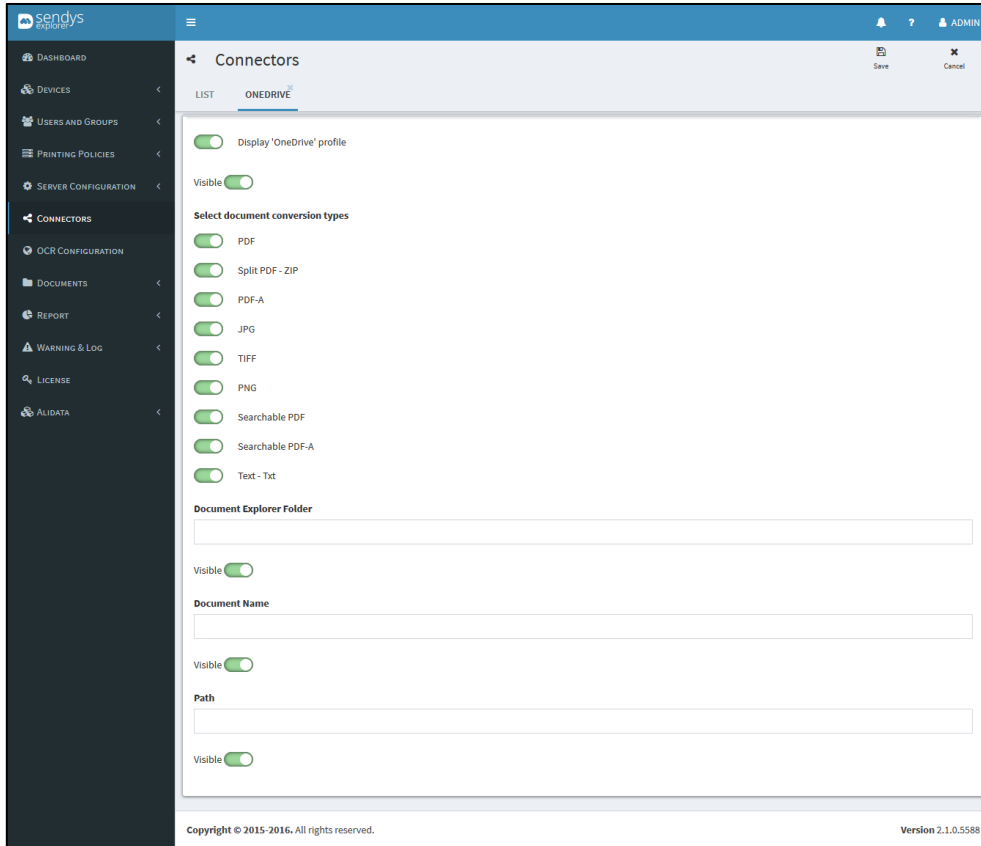 sendys
explorer
ADMIN
DASHBOARD
DEVICES
USERS AND GROUPS
PRINTING POLICIES
SERVER CONFIGURATION
CONNECTORS
OCR CONFIGURATION
DOCUMENTS
REPORT
WARNING & LOG
LICENSE
ALIDATA
Connectors
Save
Cancel
LIST
ONEDRIVE
Display 'OneDrive' profile
Visible
Select document conversion types
PDF
Split PDF - ZIP
PDF-A
JPG
TIFF
PNG
Searchable PDF
Searchable PDF-A
Text - Txt
Document Explorer Folder
Visible
Document Name
Visible
Path
Visible
Copyright © 2015-2016. All rights reserved.
Version 2.1.0.5588